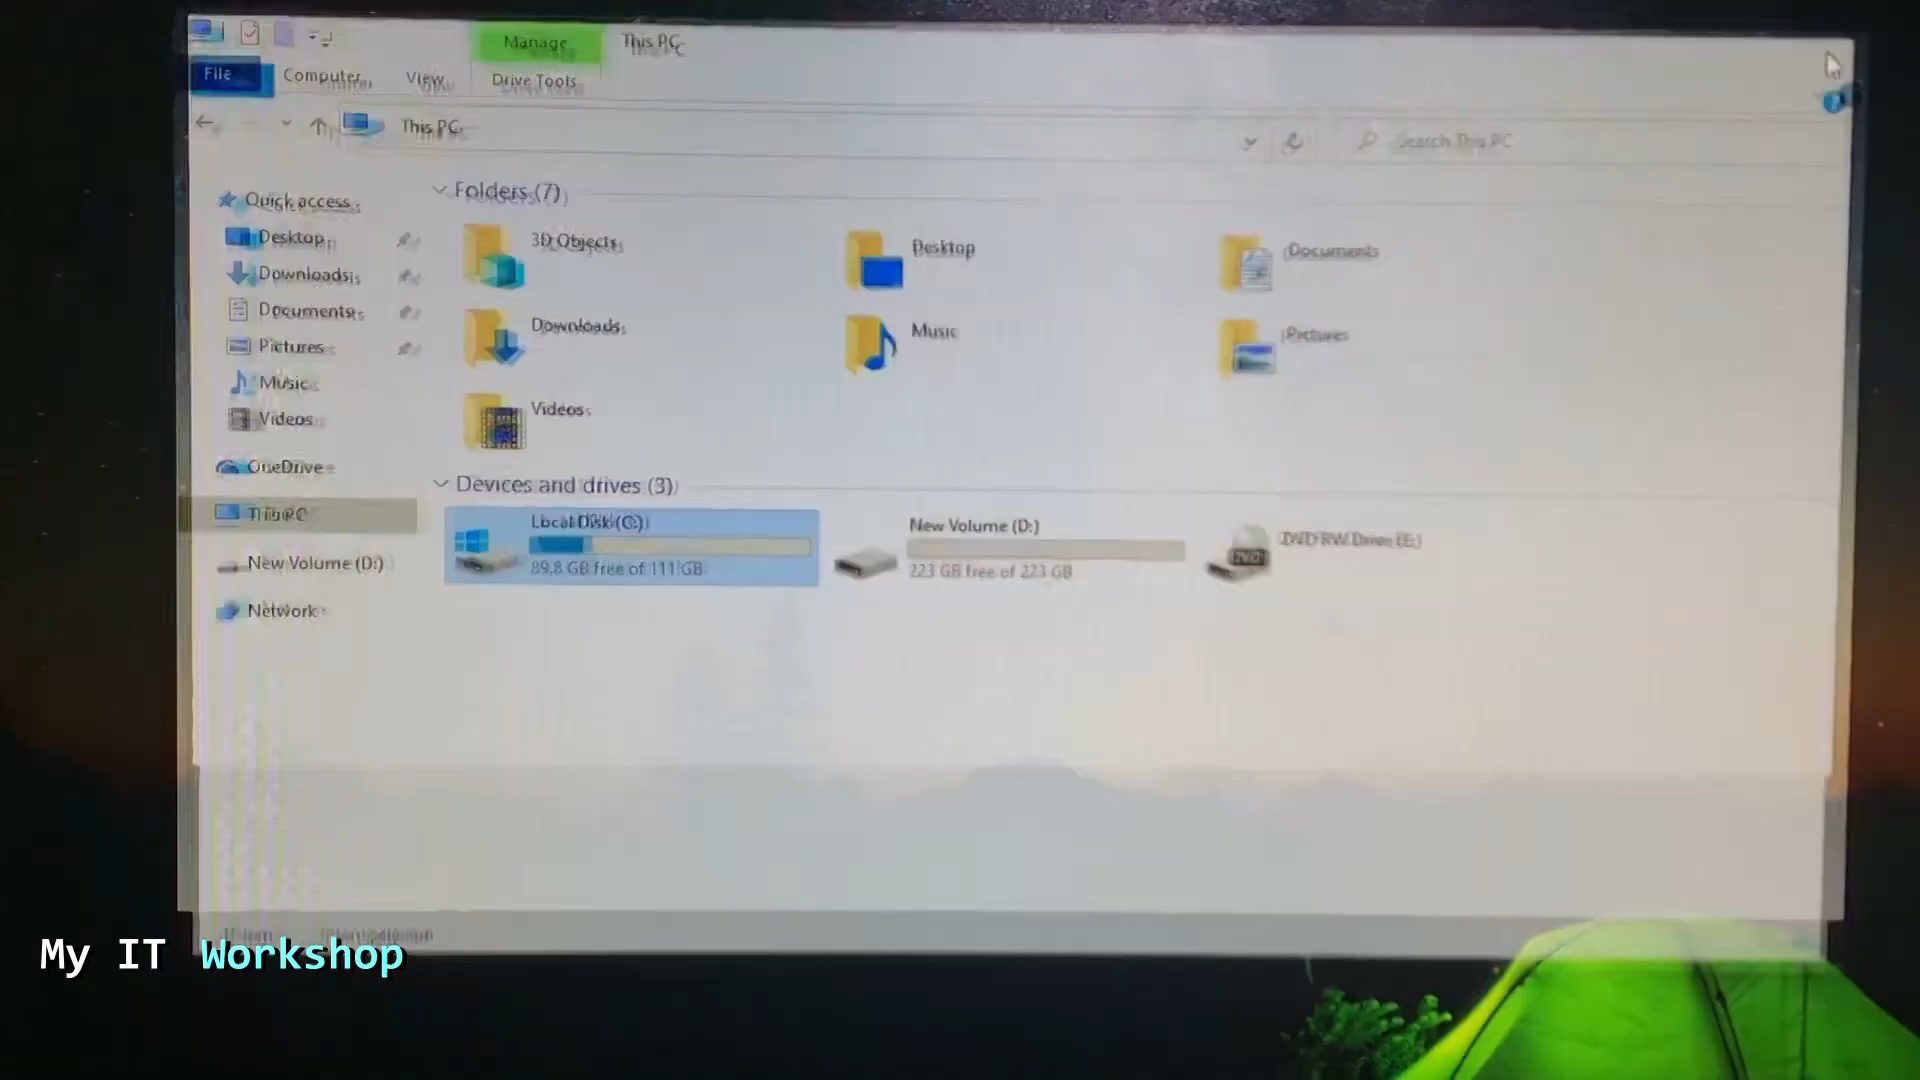 Manage
This PC
File
Computer
View
Drive Tools
This PC
Search This PC
Quick access
Desktop
Downloads
Documents
Pictures
Music
Videos
OneDrive
This PC
New Volume (D:)
Network
Folders (7)
3D Objects
Desktop
Documents
Downloads
Music
Pictures
Videos
Devices and drives (3)
Local Disk (C:)
89.8 GB free of 111 GB
New Volume (D:)
223 GB free of 223 GB
DVD RW Drive (E:)
My IT Workshop